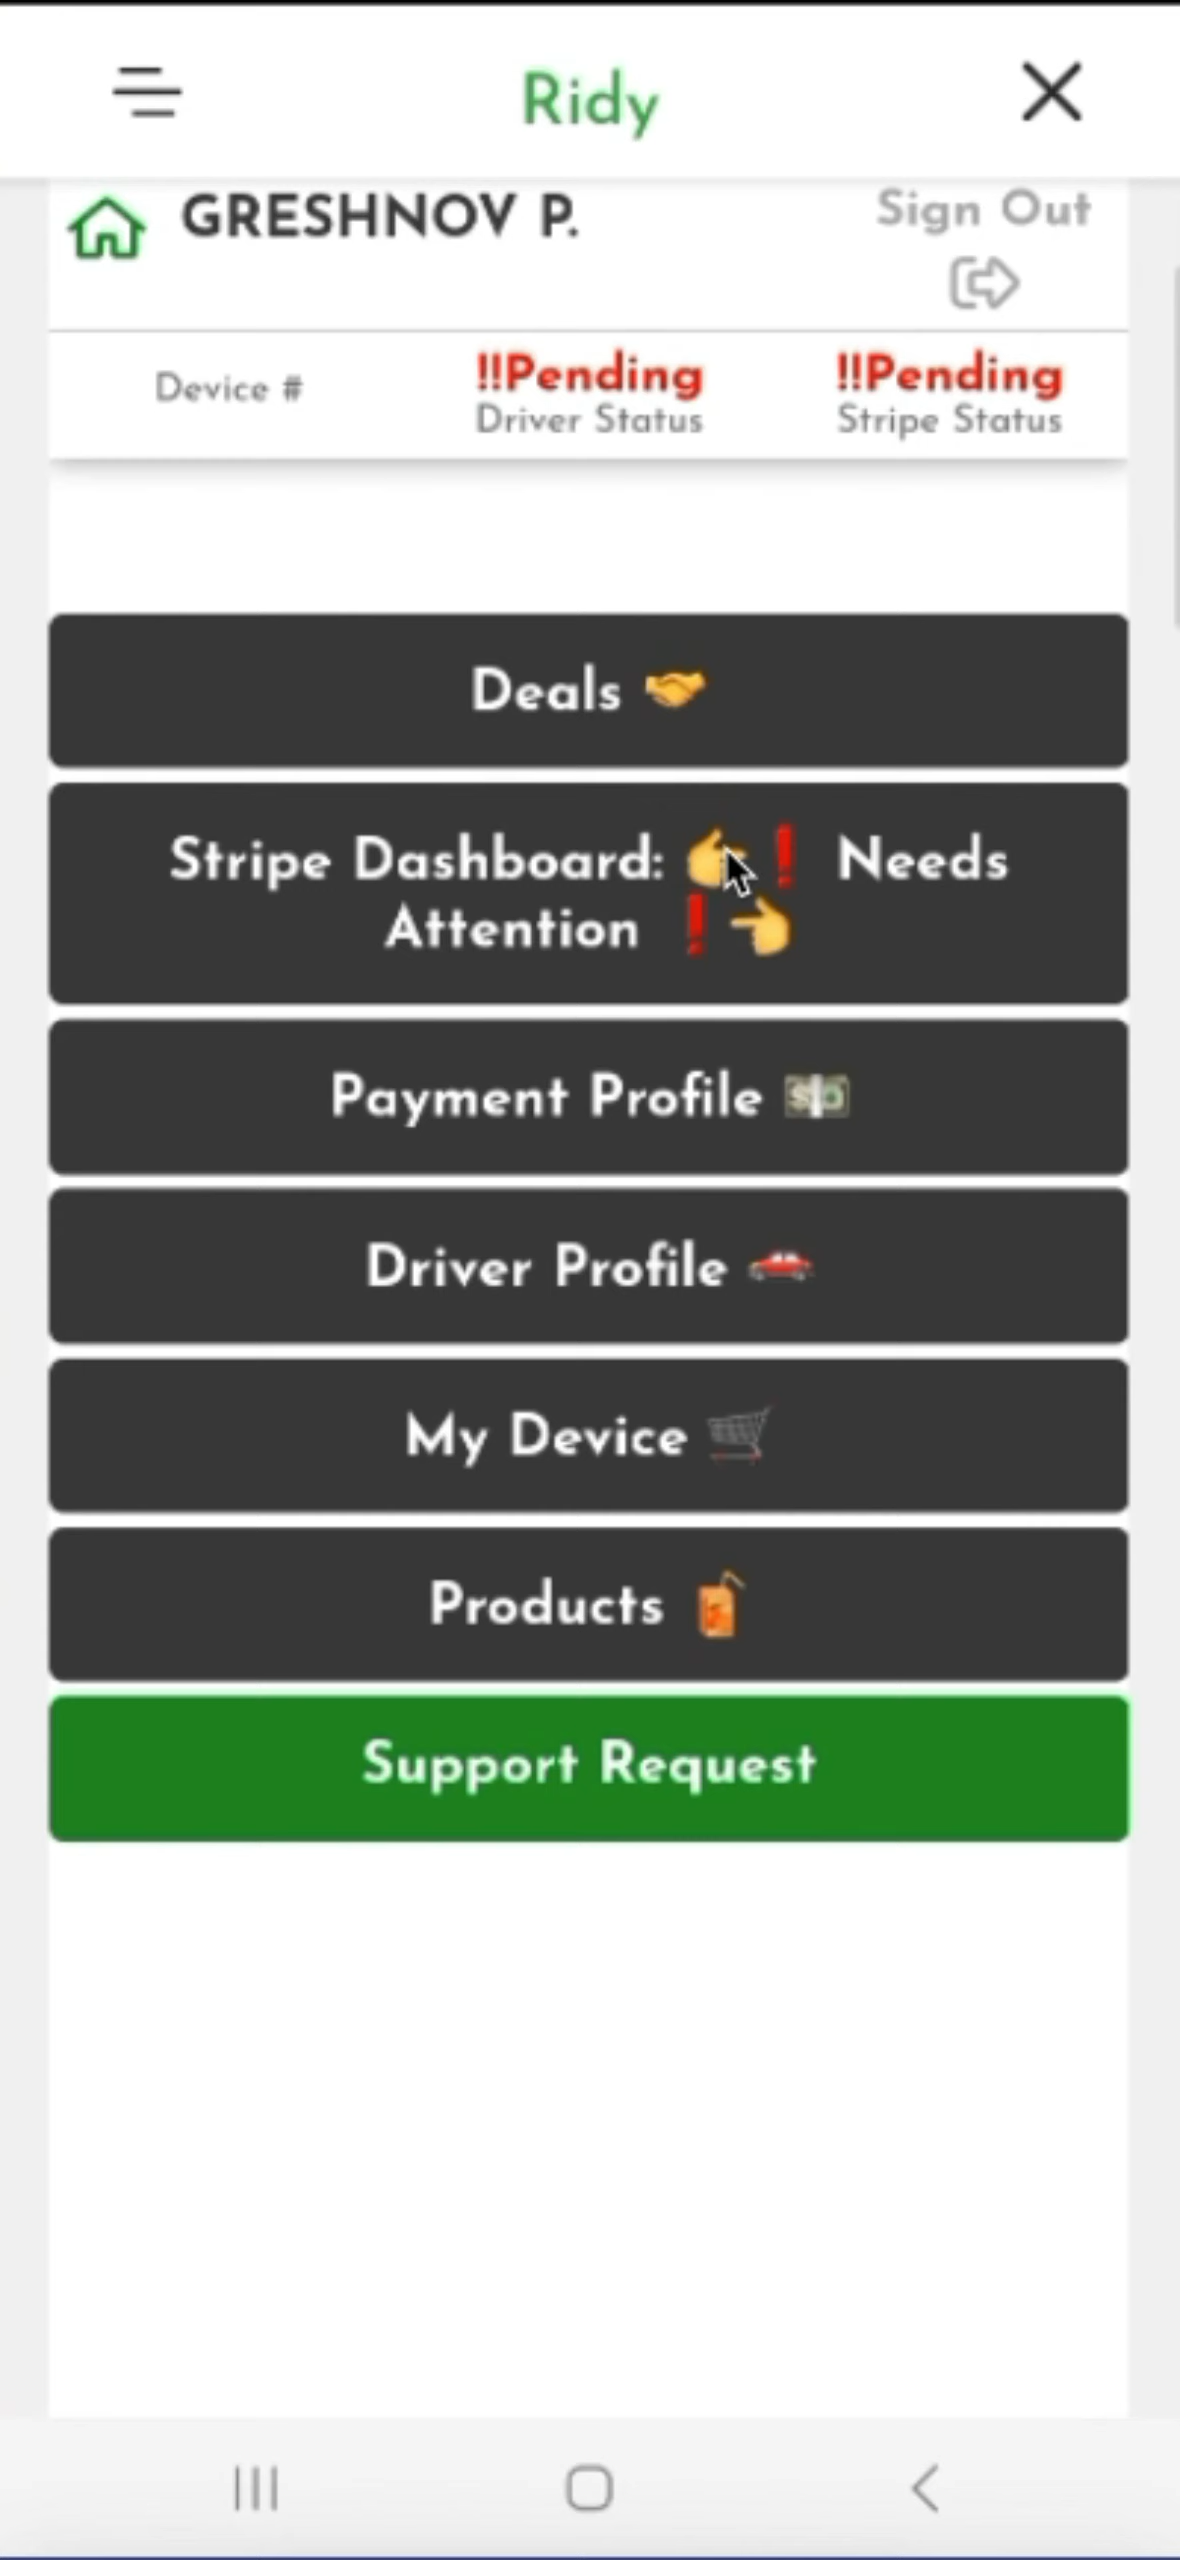 Ridy
GRESHNOV P.
Sign Out
Device #
!!Pending
Driver Status
!!Pending
Stripe Status
Deals 🤝
Stripe Dashboard: 👉❗ Needs
Attention ❗👈
Payment Profile 💵
Driver Profile 🚗
My Device 🛒
Products 🧃
Support Request